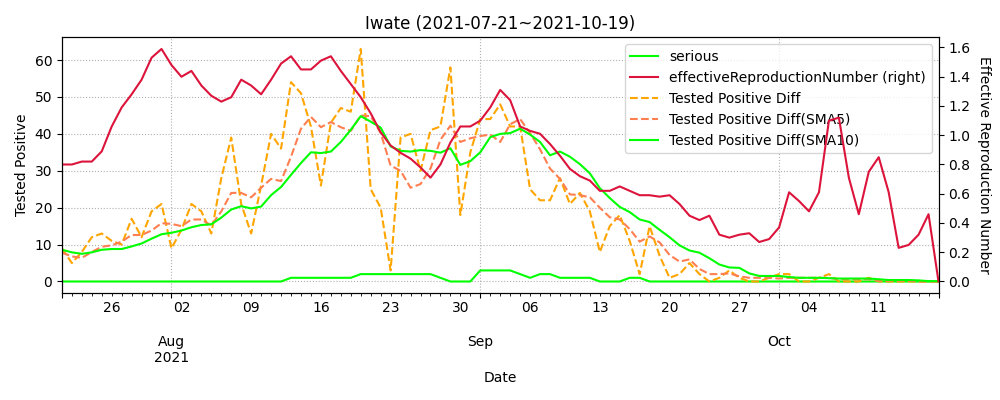 Iwate (2021-07-21~2021-10-19)
serious
effectiveReproductionNumber (right)
Tested Positive Diff
Tested Positive Diff(SMA5)
Tested Positive Diff(SMA10)
Tested Positive
60
50
40
30
20
10
0
1.6
1.4
1.2
1.0
0.8
0.6
0.4
0.2
0.0
Effective Reproduction Number
26 02 09 16 23 30 06 13 20 27 04 11
Aug Sep Oct
2021
Date